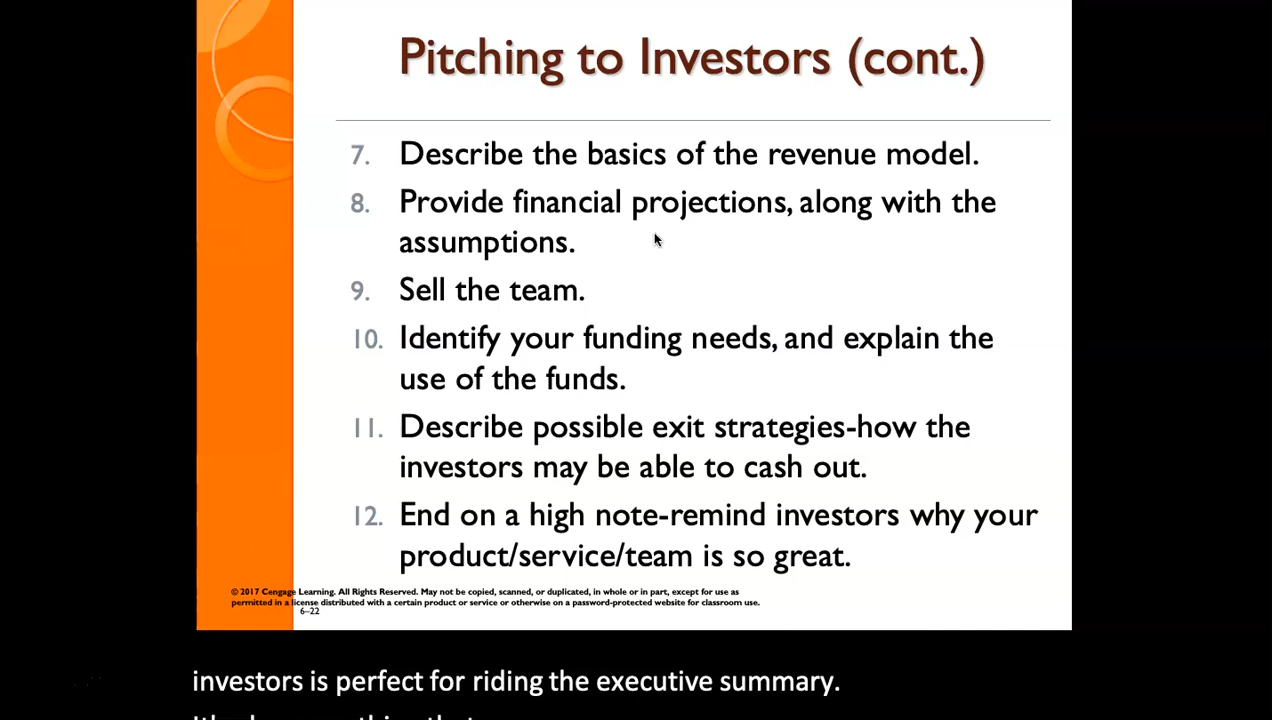 Pitching to Investors (cont.)
7. Describe the basics of the revenue model.
8. Provide financial projections, along with the
assumptions.
9. Sell the team.
10. Identify your funding needs, and explain the
use of the funds.
11. Describe possible exit strategies-how the
investors may be able to cash out.
12. End on a high note-remind investors why your
product/service/team is so great.
© 2017 Cengage Learning. All Rights Reserved. May not be copied, scanned, or duplicated, in whole or in part, except for use as
permitted in a license distributed with a certain product or service or otherwise on a password-protected website for classroom use.
6–22
investors is perfect for riding the executive summary.